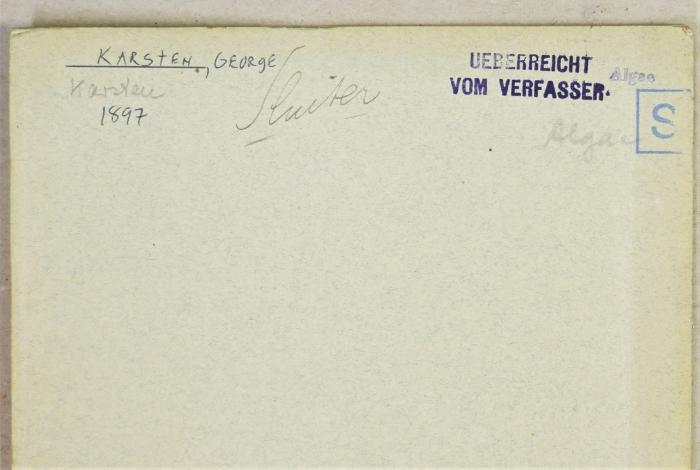 KARSTEN, GEORGE
Karsten
1897
Sluiter
UEBERREICHT
VOM VERFASSER.
Algae
Algae
S